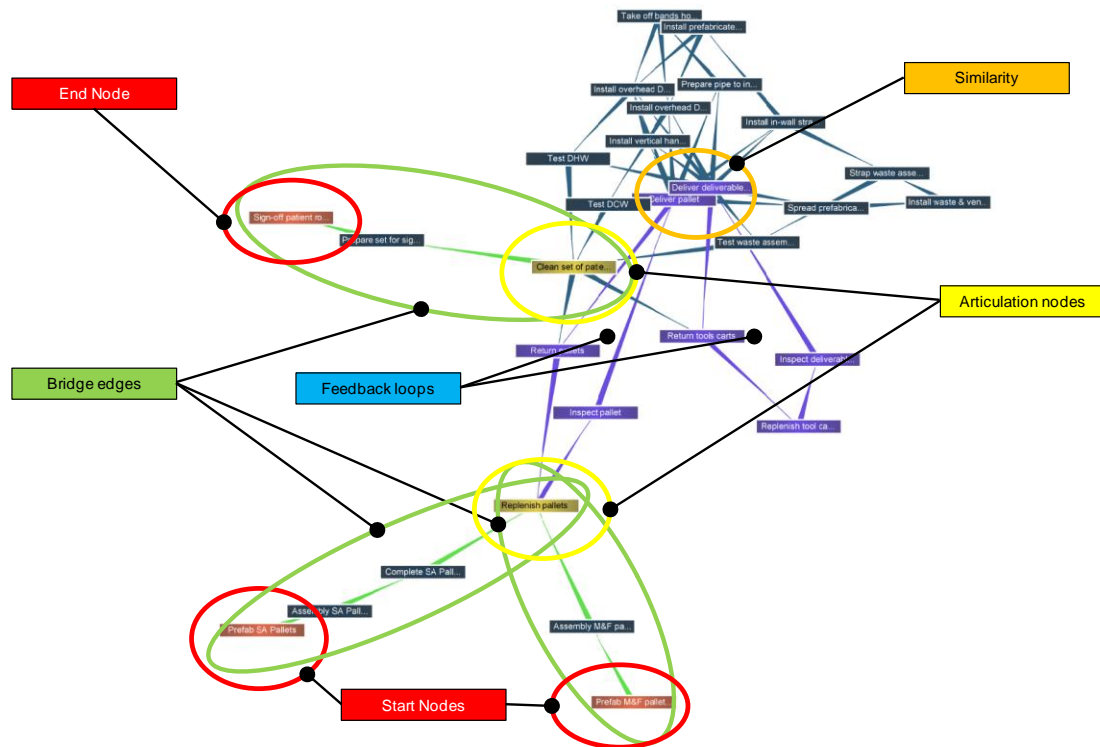 Take off bands ho...
Install prefabricate...
End Node
Similarity
Install overhead D...
Prepare pipe to in...
Install overhead D...
Install in-wall stra...
Install vertical han...
Test DHW
Strap waste asse...
Deliver deliverable...
Deliver pallet
Install waste & ven...
Test DCW
Spread prefabrica...
Sign-off patient ro...
Prepare set for sig...
Test waste assem...
Clean set of patie...
Articulation nodes
Return tools carts
Return pallets
Inspect deliverabl...
Bridge edges
Feedback loops
Inspect pallet
Replenish tool ca...
Replenish pallets
Complete SA Pall...
Assembly SA Pall...
Assembly M&F pa...
Prefab SA Pallets
Start Nodes
Prefab M&F pallet...